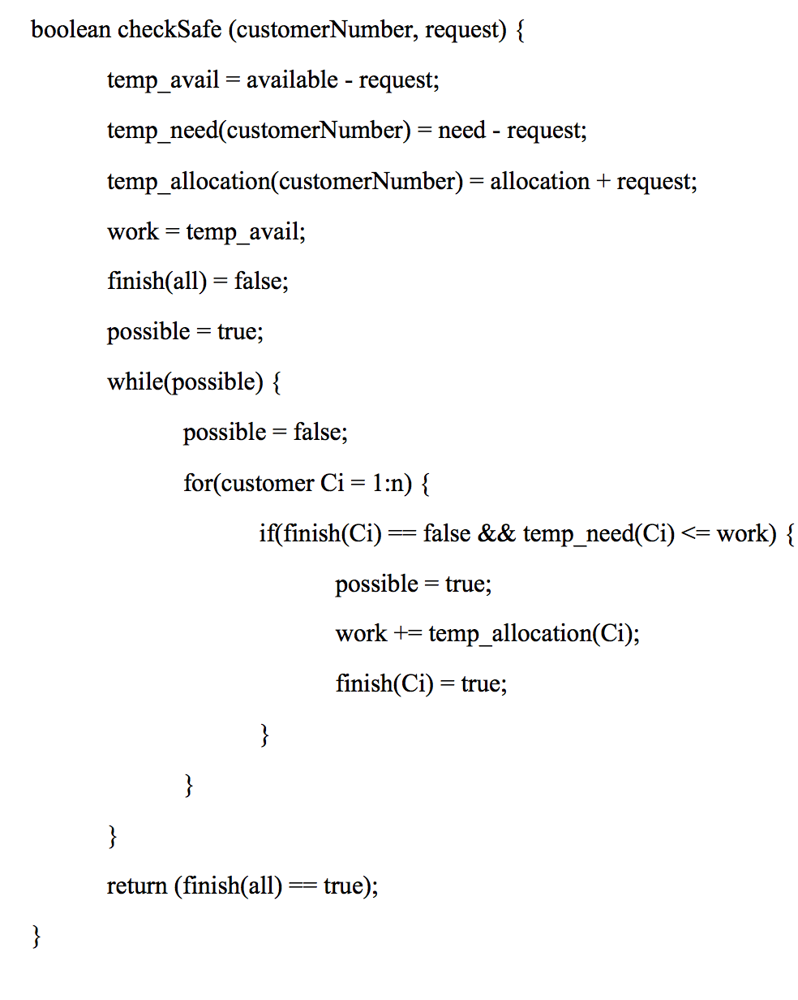 boolean checkSafe (customerNumber, request) {
temp_avail = available - request;
temp_need(customerNumber) = need - request;
temp_allocation(customerNumber) = allocation + request;
work = temp_avail;
finish(all) = false;
possible = true;
while(possible) {
possible = false;
for(customer Ci = 1:n) {
if(finish(Ci) == false && temp_need(Ci) <= work) {
possible = true;
work += temp_allocation(Ci);
finish(Ci) = true;
}
}
}
return (finish(all) == true);
}